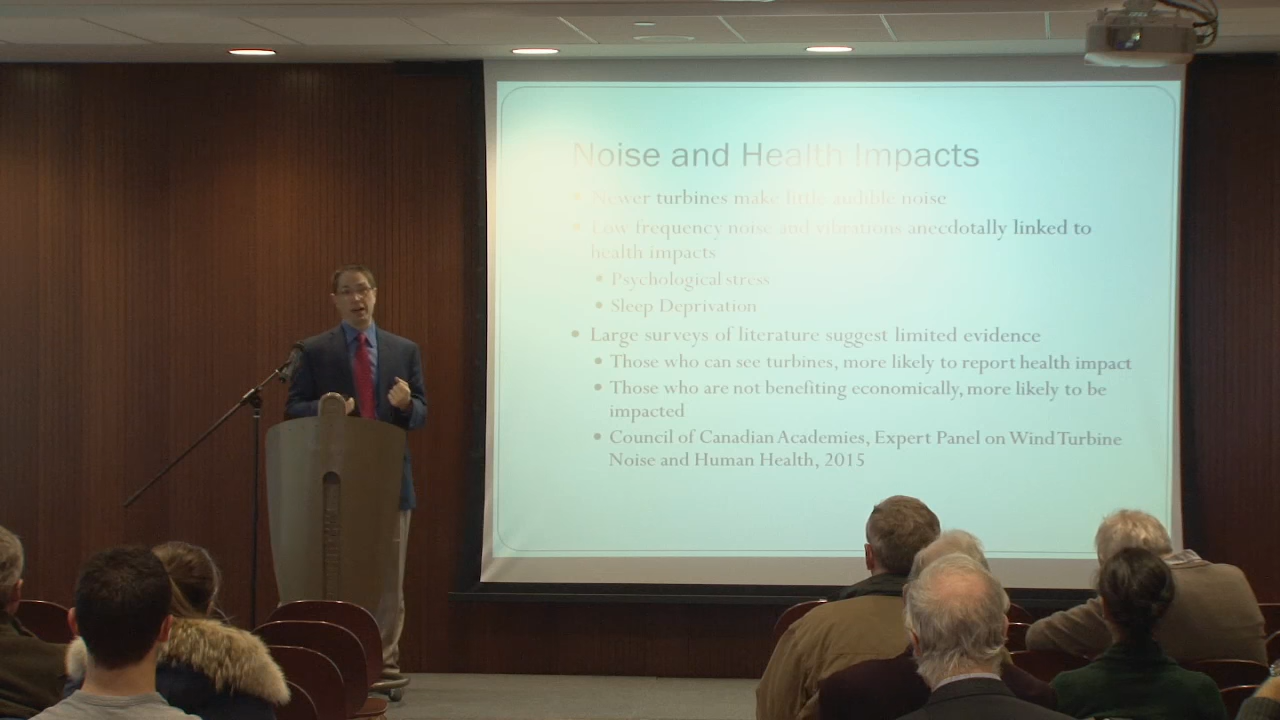 Noise and Health Impacts
• Newer turbines make little audible noise
• Low frequency noise and vibrations anecdotally linked to
health impacts
• Psychological stress
• Sleep Deprivation
• Large surveys of literature suggest limited evidence
• Those who can see turbines, more likely to report health impact
• Those who are not benefiting economically, more likely to be
impacted
• Council of Canadian Academies, Expert Panel on Wind Turbine
Noise and Human Health, 2015